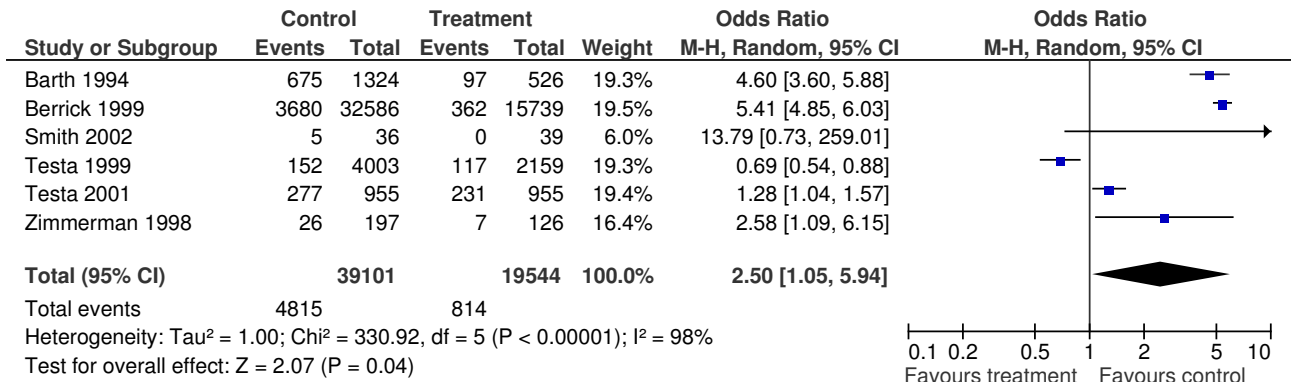 Control Treatment Odds Ratio Odds Ratio
Study or Subgroup Events Total Events Total Weight M-H, Random, 95% CI M-H, Random, 95% CI
Barth 1994 675 1324 97 526 19.3% 4.60 [3.60, 5.88]
Berrick 1999 3680 32586 362 15739 19.5% 5.41 [4.85, 6.03]
Smith 2002 5 36 0 39 6.0% 13.79 [0.73, 259.01]
Testa 1999 152 4003 117 2159 19.3% 0.69 [0.54, 0.88]
Testa 2001 277 955 231 955 19.4% 1.28 [1.04, 1.57]
Zimmerman 1998 26 197 7 126 16.4% 2.58 [1.09, 6.15]
Total (95% CI) 39101 19544 100.0% 2.50 [1.05, 5.94]
Total events 4815 814
Heterogeneity: Tau² = 1.00; Chi² = 330.92, df = 5 (P < 0.00001); I² = 98%
Test for overall effect: Z = 2.07 (P = 0.04)
0.1 0.2 0.5 1 2 5 10
Favours treatment Favours control